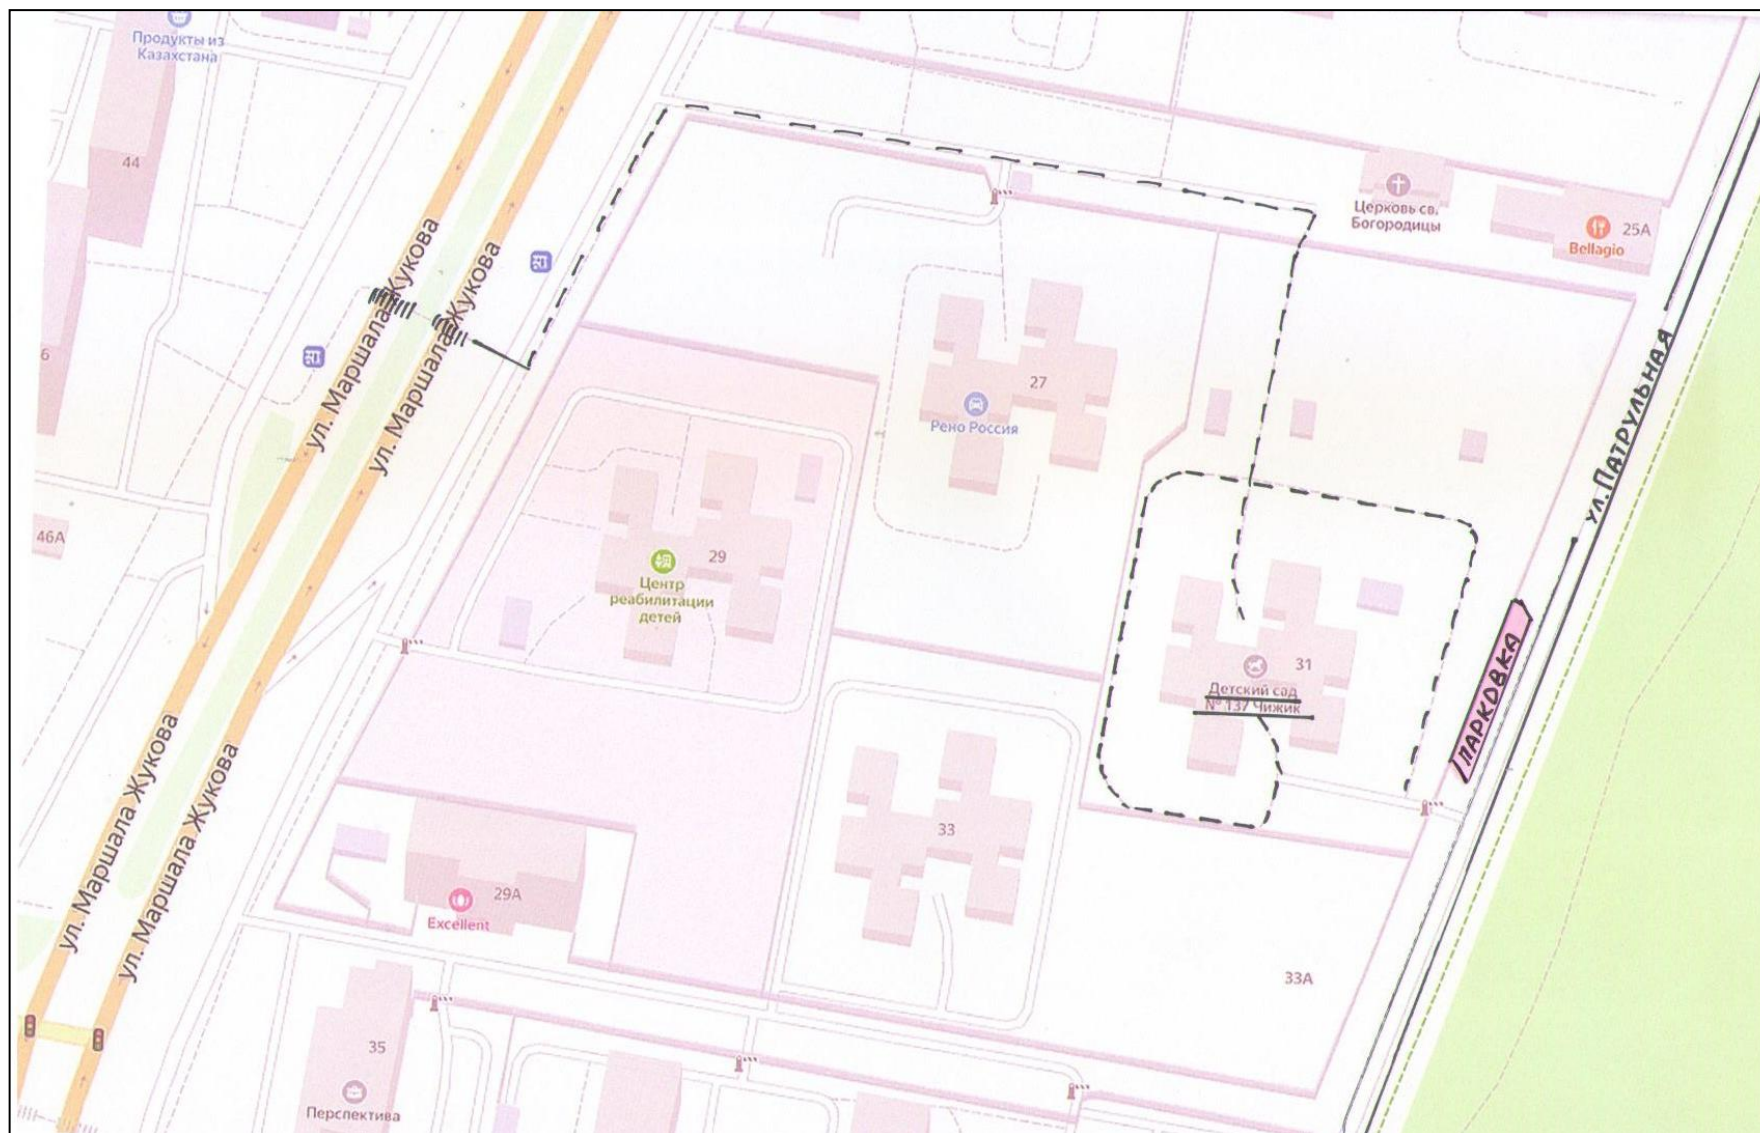 Продукты из
Казахстана
44
6
46А
ул. Маршала Жукова
ул. Маршала Жукова
Церковь св.
Богородицы
25А
Bellagio
27
Рено Россия
ул. ПАТРУЛЬНАЯ
29
Центр
реабилитации
детей
31
Детский сад
№ 137 Чижик
ПАРКОВКА
ул. Маршала Жукова
ул. Маршала Жукова
33
29А
Excellent
33А
35
Перспектива